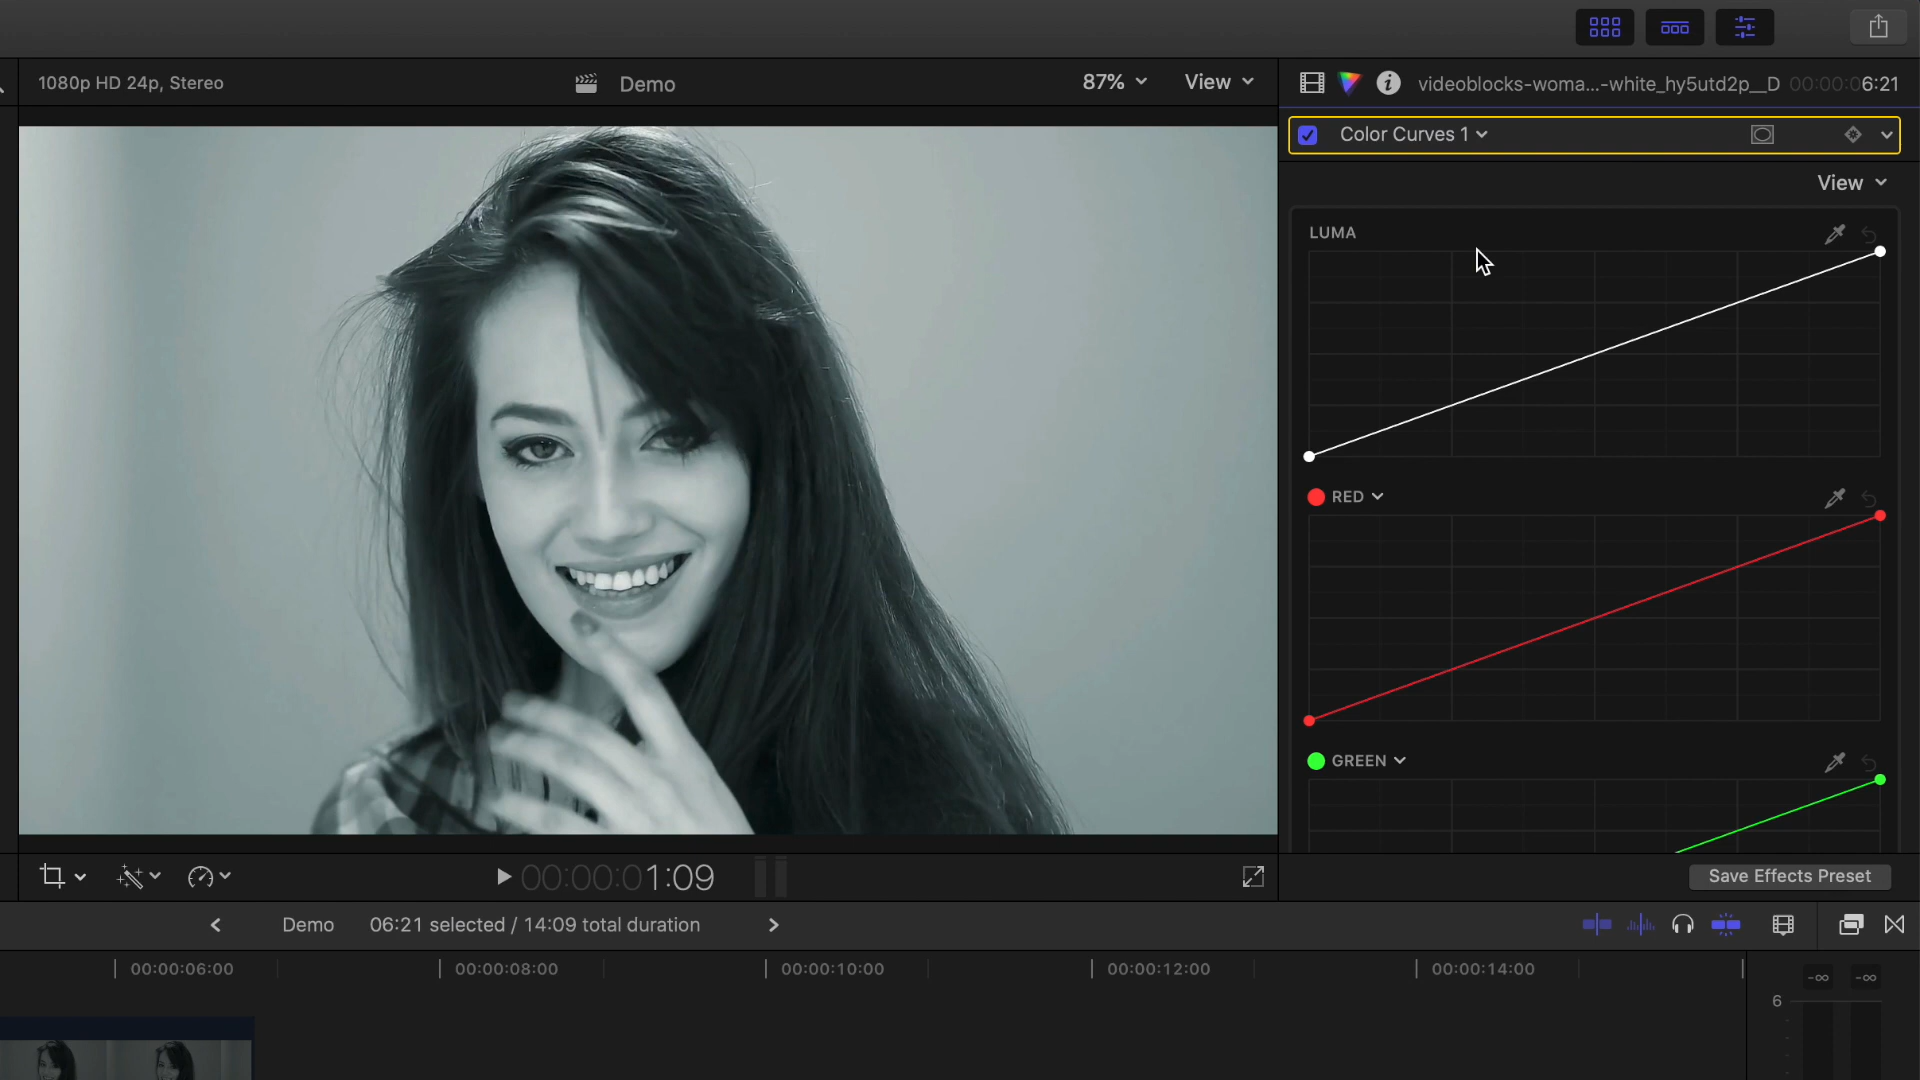 1080p HD 24p, Stereo
Demo
87%
View
videoblocks-woma...-white_hy5utd2p__D
00:00:06:21
Color Curves 1
View
LUMA
RED
GREEN
Save Effects Preset
00:00:01:09
Demo
06:21 selected / 14:09 total duration
00:00:06:00
00:00:08:00
00:00:10:00
00:00:12:00
00:00:14:00
-∞
-∞
6